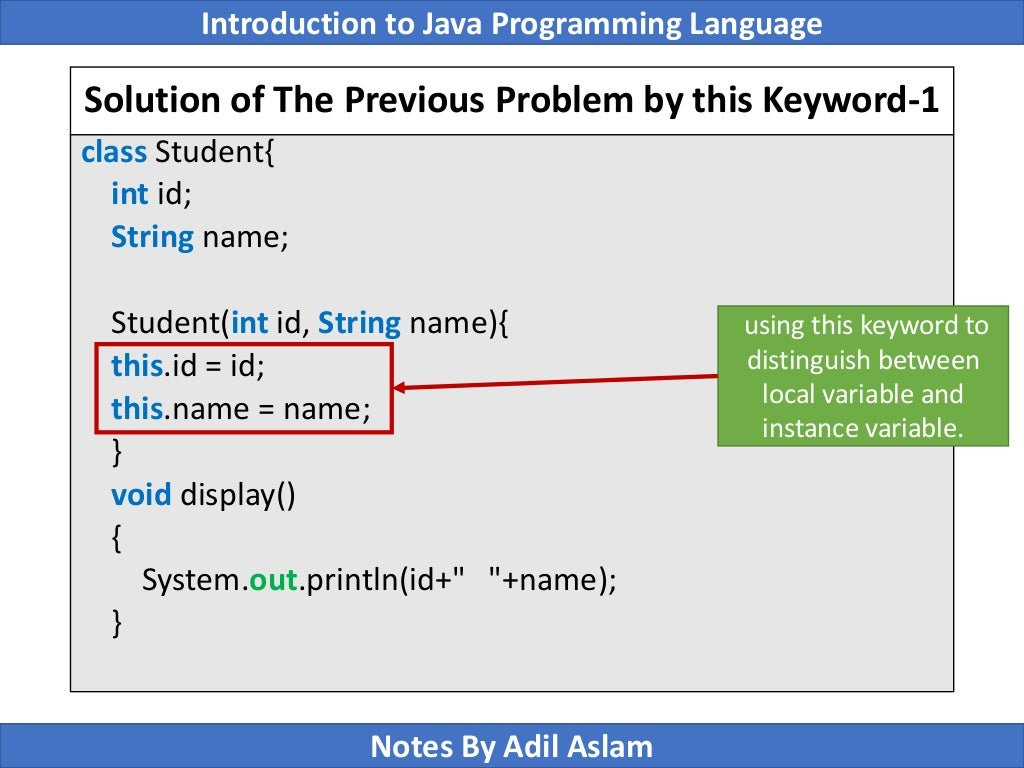 Introduction to Java Programming Language
Solution of The Previous Problem by this Keyword-1
class Student{
int id;
String name;
Student(int id, String name){
this.id = id;
this.name = name;
}
void display()
{
System.out.println(id+"   "+name);
}
using this keyword to
distinguish between
local variable and
instance variable.
Notes By Adil Aslam